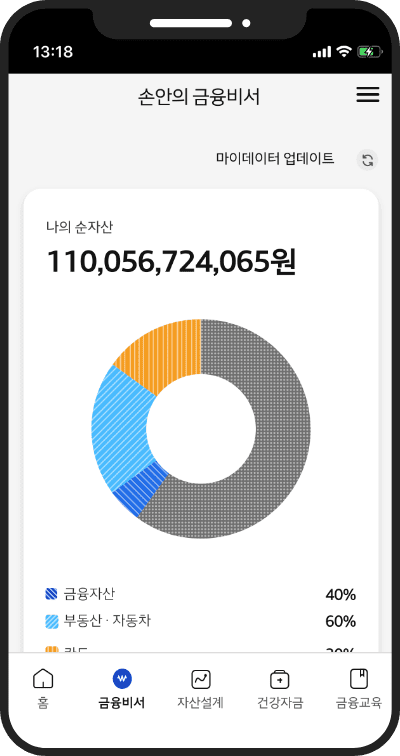 13:18
손안의 금융비서
마이데이터 업데이트
나의 순자산
110,056,724,065원
금융자산 40%
부동산 · 자동차 60%
홈 금융비서 자산설계 건강자금 금융교육